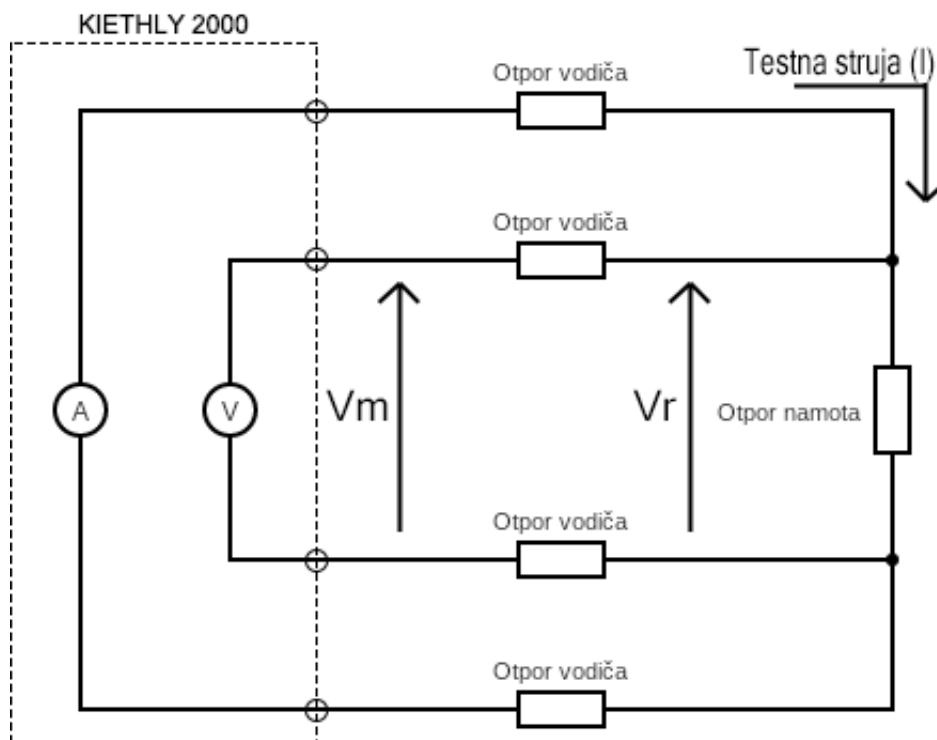 KIETHLY 2000
Otpor vodiča
Testna struja (I)
Otpor vodiča
A
V
Vm
Vr
Otpor namota
Otpor vodiča
Otpor vodiča